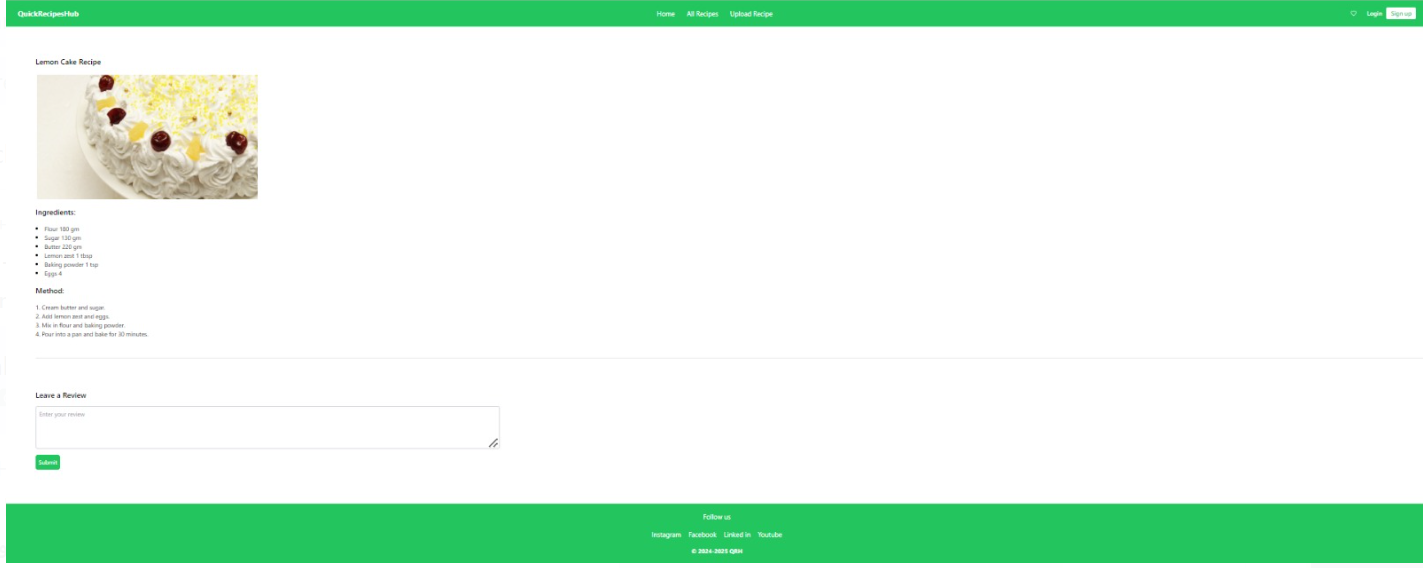 QuickRecipesHub
Home All Recipes Upload Recipe
Login Sign up
Lemon Cake Recipe
Ingredients:
Flour 180 gm
Sugar 150 gm
Butter 220 gm
Lemon zest 1 tbsp
Baking powder 1 tsp
Eggs 4
Method:
1. Cream butter and sugar.
2. Add lemon zest and eggs.
3. Mix in flour and baking powder.
4. Pour into a pan and bake for 30 minutes.
Leave a Review
Enter your review
Submit
Follow us
Instagram Facebook Linked In Youtube
© 2024-2025 QRH